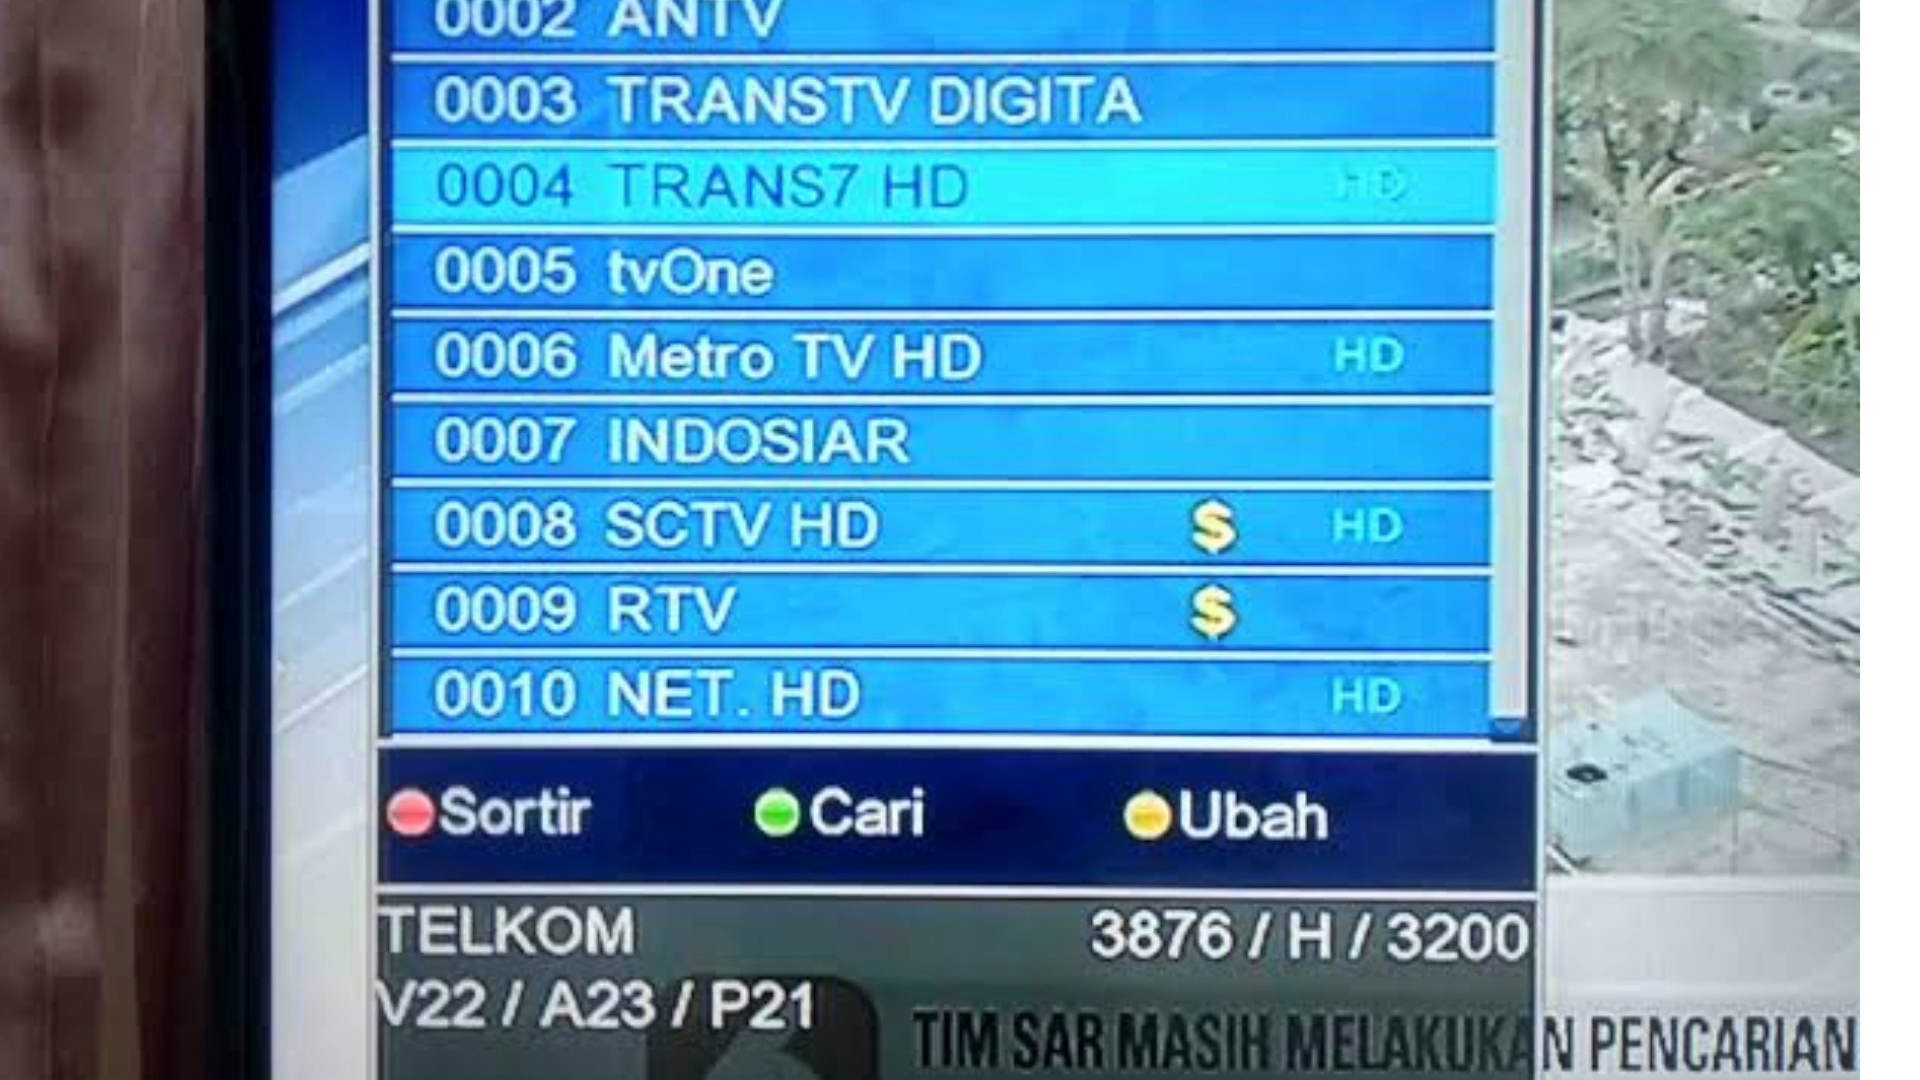 0002 ANTV
0003 TRANSTV DIGITA
0004 TRANS7 HD HD
0005 tvOne
0006 Metro TV HD HD
0007 INDOSIAR
0008 SCTV HD $ HD
0009 RTV $
0010 NET. HD HD
Sortir Cari Ubah
TELKOM 3876 / H / 3200
V22 / A23 / P21
TIM SAR MASIH MELAKUKAN PENCARIAN